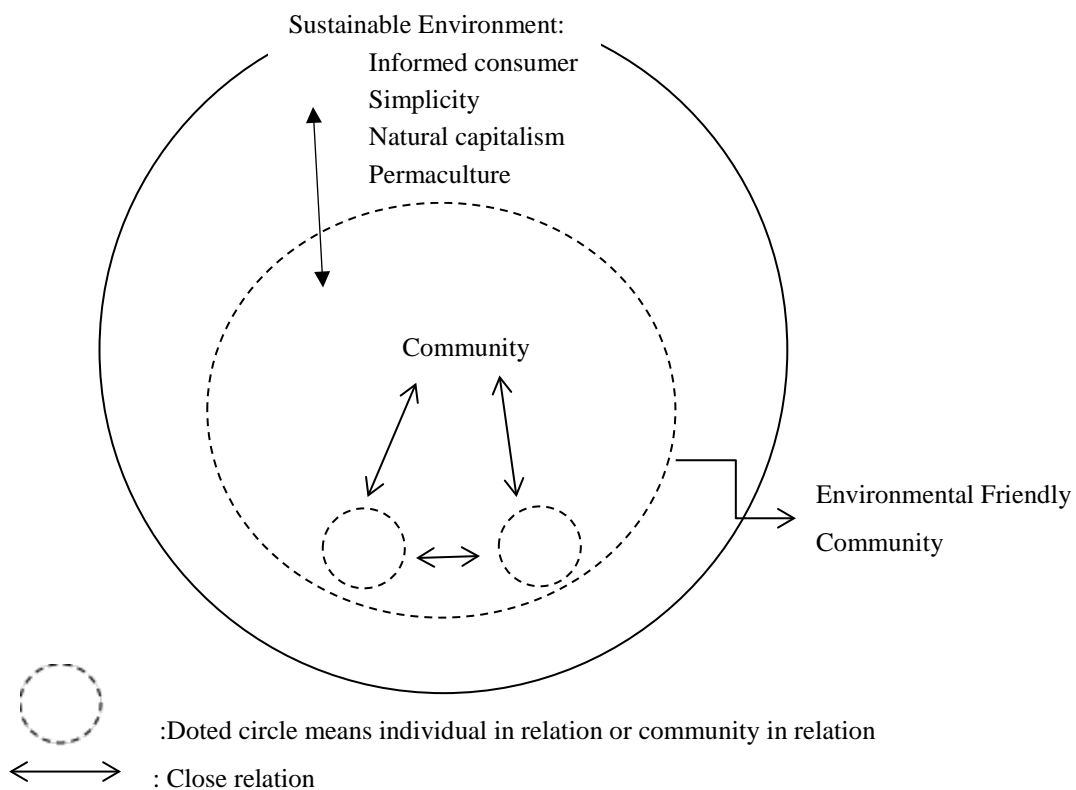 Sustainable Environment:
Informed consumer
Simplicity
Natural capitalism
Permaculture
Community
Environmental Friendly
Community
:Doted circle means individual in relation or community in relation
: Close relation